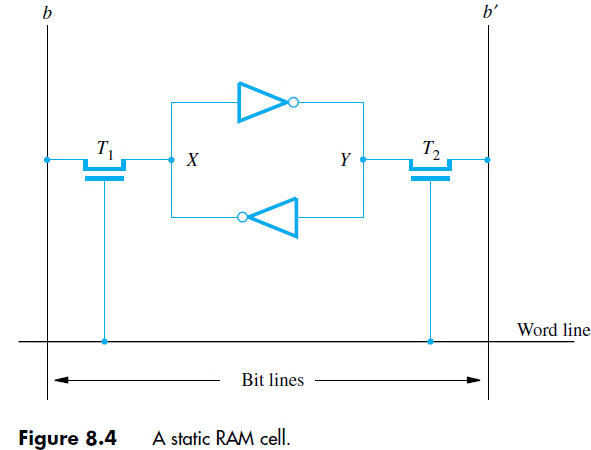 b b′
T1 X Y T2
Word line
Bit lines
Figure 8.4 A static RAM cell.